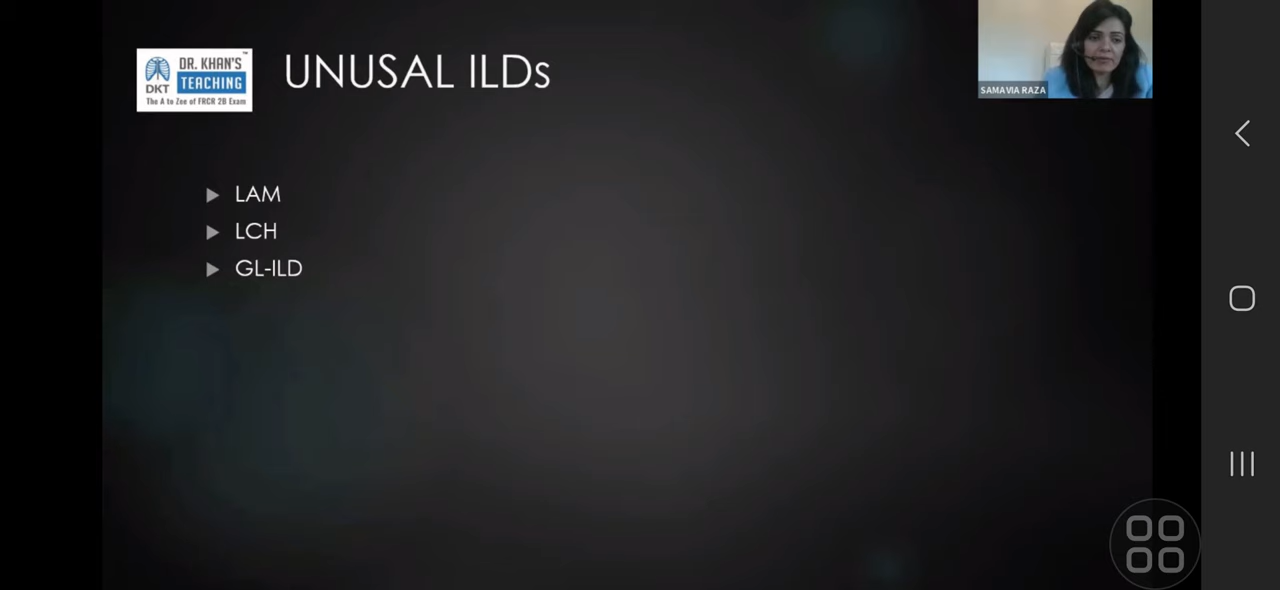 DR. KHAN'S
TM
DKT TEACHING
The A to Zee of FRCR 2B Exam
UNUSAL ILDs
SAMAVIA RAZA
LAM
LCH
GL-ILD